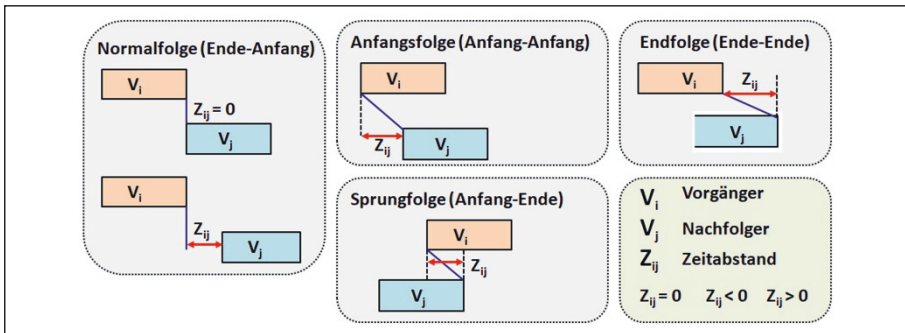 Normalfolge (Ende-Anfang)
Vi
Zij = 0
Vj
Vi
Zij
Vj
Anfangsfolge (Anfang-Anfang)
Vi
Zij
Vj
Endfolge (Ende-Ende)
Vi
Zij
Vj
Sprungfolge (Anfang-Ende)
Vi
Zij
Vj
Vi Vorgänger
Vj Nachfolger
Zij Zeitabstand
Zij = 0 Zij < 0 Zij > 0